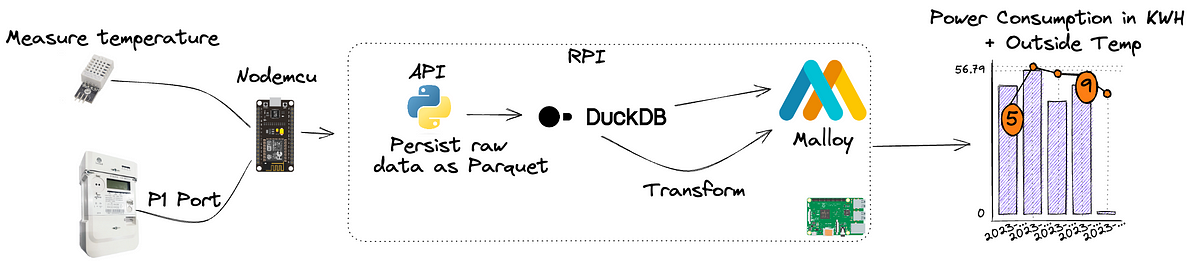 Measure temperature
Nodemcu
P1 Port
RPI
API
Persist raw
data as Parquet
DuckDB
Transform
Malloy
Power Consumption in KWH
+ Outside Temp
56.79
5
9
0
2023-...
2023-...
2023-...
2023-...
2023-...